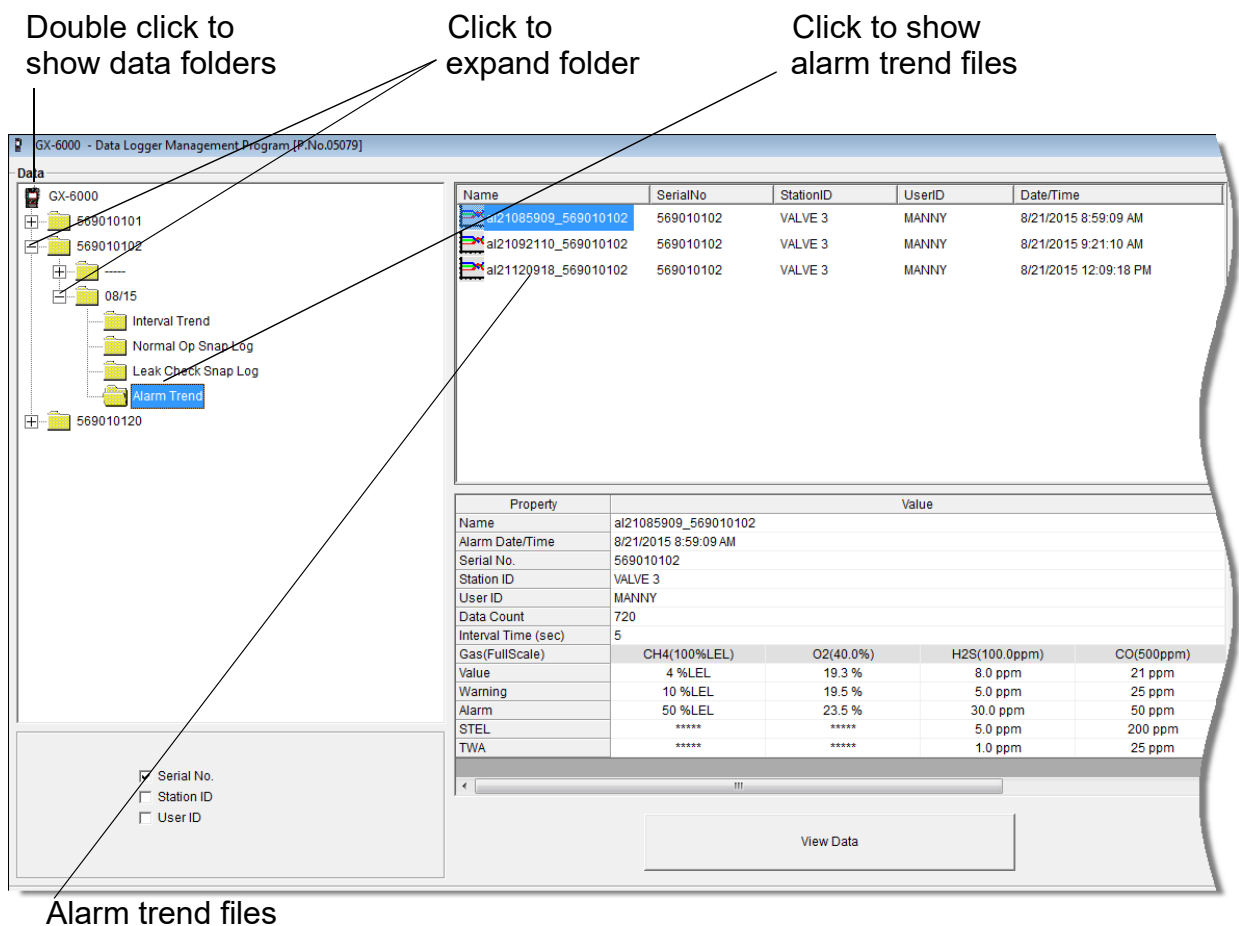 Double click to
show data folders
Click to
expand folder
Click to show
alarm trend files
GX-6000 - Data Logger Management Program [P.No.05079]
Data
GX-6000
569010101
569010102
-----
08/15
Interval Trend
Normal Op Snap Log
Leak Check Snap Log
Alarm Trend
569010120
Name SerialNo StationID UserID Date/Time
al21085909_569010102 569010102 VALVE 3 MANNY 8/21/2015 8:59:09 AM
al21092110_569010102 569010102 VALVE 3 MANNY 8/21/2015 9:21:10 AM
al21120918_569010102 569010102 VALVE 3 MANNY 8/21/2015 12:09:18 PM
Property Value
Name al21085909_569010102
Alarm Date/Time 8/21/2015 8:59:09 AM
Serial No. 569010102
Station ID VALVE 3
User ID MANNY
Data Count 720
Interval Time (sec) 5
Gas(FullScale) CH4(100%LEL) O2(40.0%) H2S(100.0ppm) CO(500ppm)
Value 4 %LEL 19.3 % 8.0 ppm 21 ppm
Warning 10 %LEL 19.5 % 5.0 ppm 25 ppm
Alarm 50 %LEL 23.5 % 30.0 ppm 50 ppm
STEL ***** ***** 5.0 ppm 200 ppm
TWA ***** ***** 1.0 ppm 25 ppm
Serial No.
Station ID
User ID
View Data
Alarm trend files